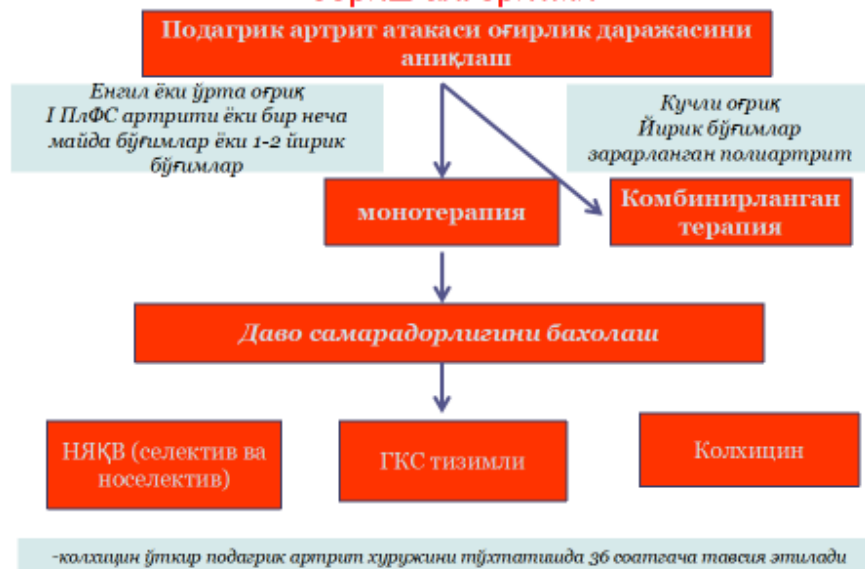 Подагрик артрит атакаси оғирлик даражасини
аниқлаш
Енгил ёки ўрта оғриқ
I ПлФС артрити ёки бир неча
майда бўғимлар ёки 1-2 йирик
бўғимлар
Кучли оғриқ
Йирик бўғимлар
зарарланган полиартрит
монотерапия
Комбинирланган
терапия
Даво самарадорлигини бахолаш
НЯҚВ (селектив ва
носелектив)
ГКС тизимли
Колхицин
-колхицин ўткир подагрик артрит хуружини тўхтатишда 36 соатгача тавсия этилади